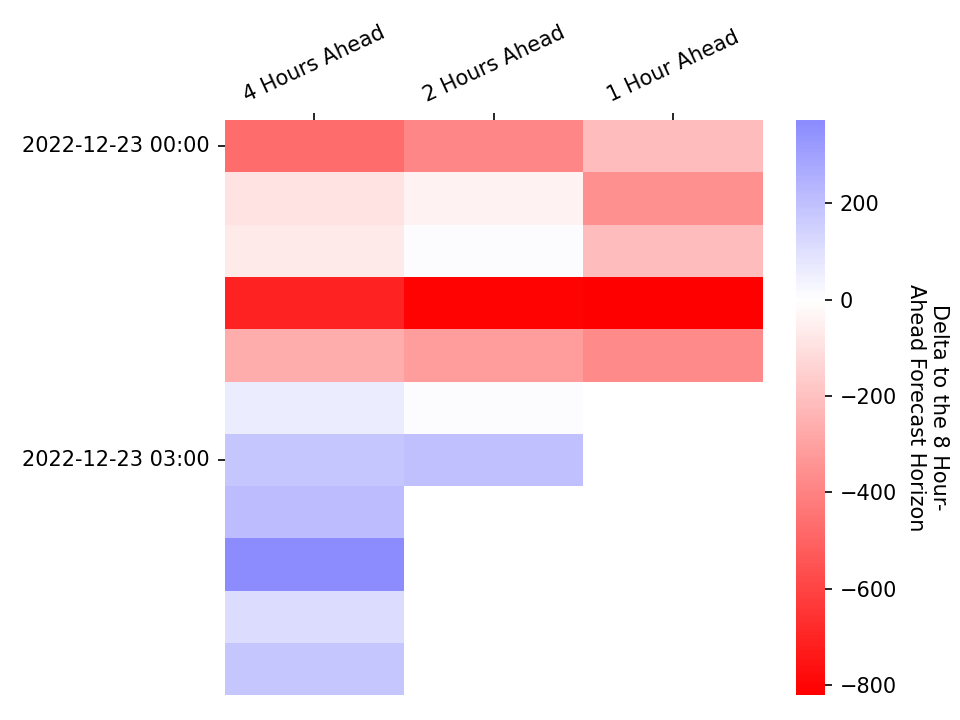 4 Hours Ahead
2 Hours Ahead
1 Hour Ahead
2022-12-23 00:00
2022-12-23 03:00
200
0
−200
−400
−600
−800
Delta to the 8 Hour-
Ahead Forecast Horizon